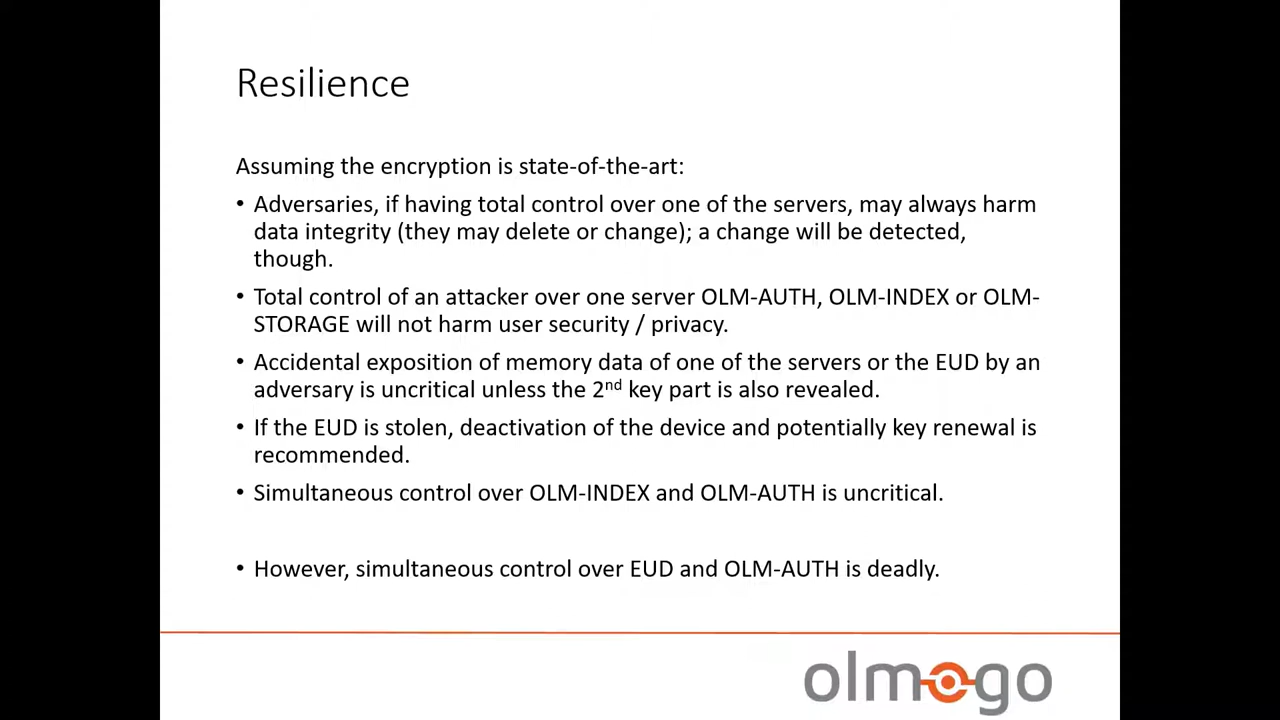 Resilience
Assuming the encryption is state-of-the-art:
• Adversaries, if having total control over one of the servers, may always harm
data integrity (they may delete or change); a change will be detected,
though.
• Total control of an attacker over one server OLM-AUTH, OLM-INDEX or OLM-
STORAGE will not harm user security / privacy.
• Accidental exposition of memory data of one of the servers or the EUD by an
adversary is uncritical unless the 2nd key part is also revealed.
• If the EUD is stolen, deactivation of the device and potentially key renewal is
recommended.
• Simultaneous control over OLM-INDEX and OLM-AUTH is uncritical.
• However, simultaneous control over EUD and OLM-AUTH is deadly.
olmogo